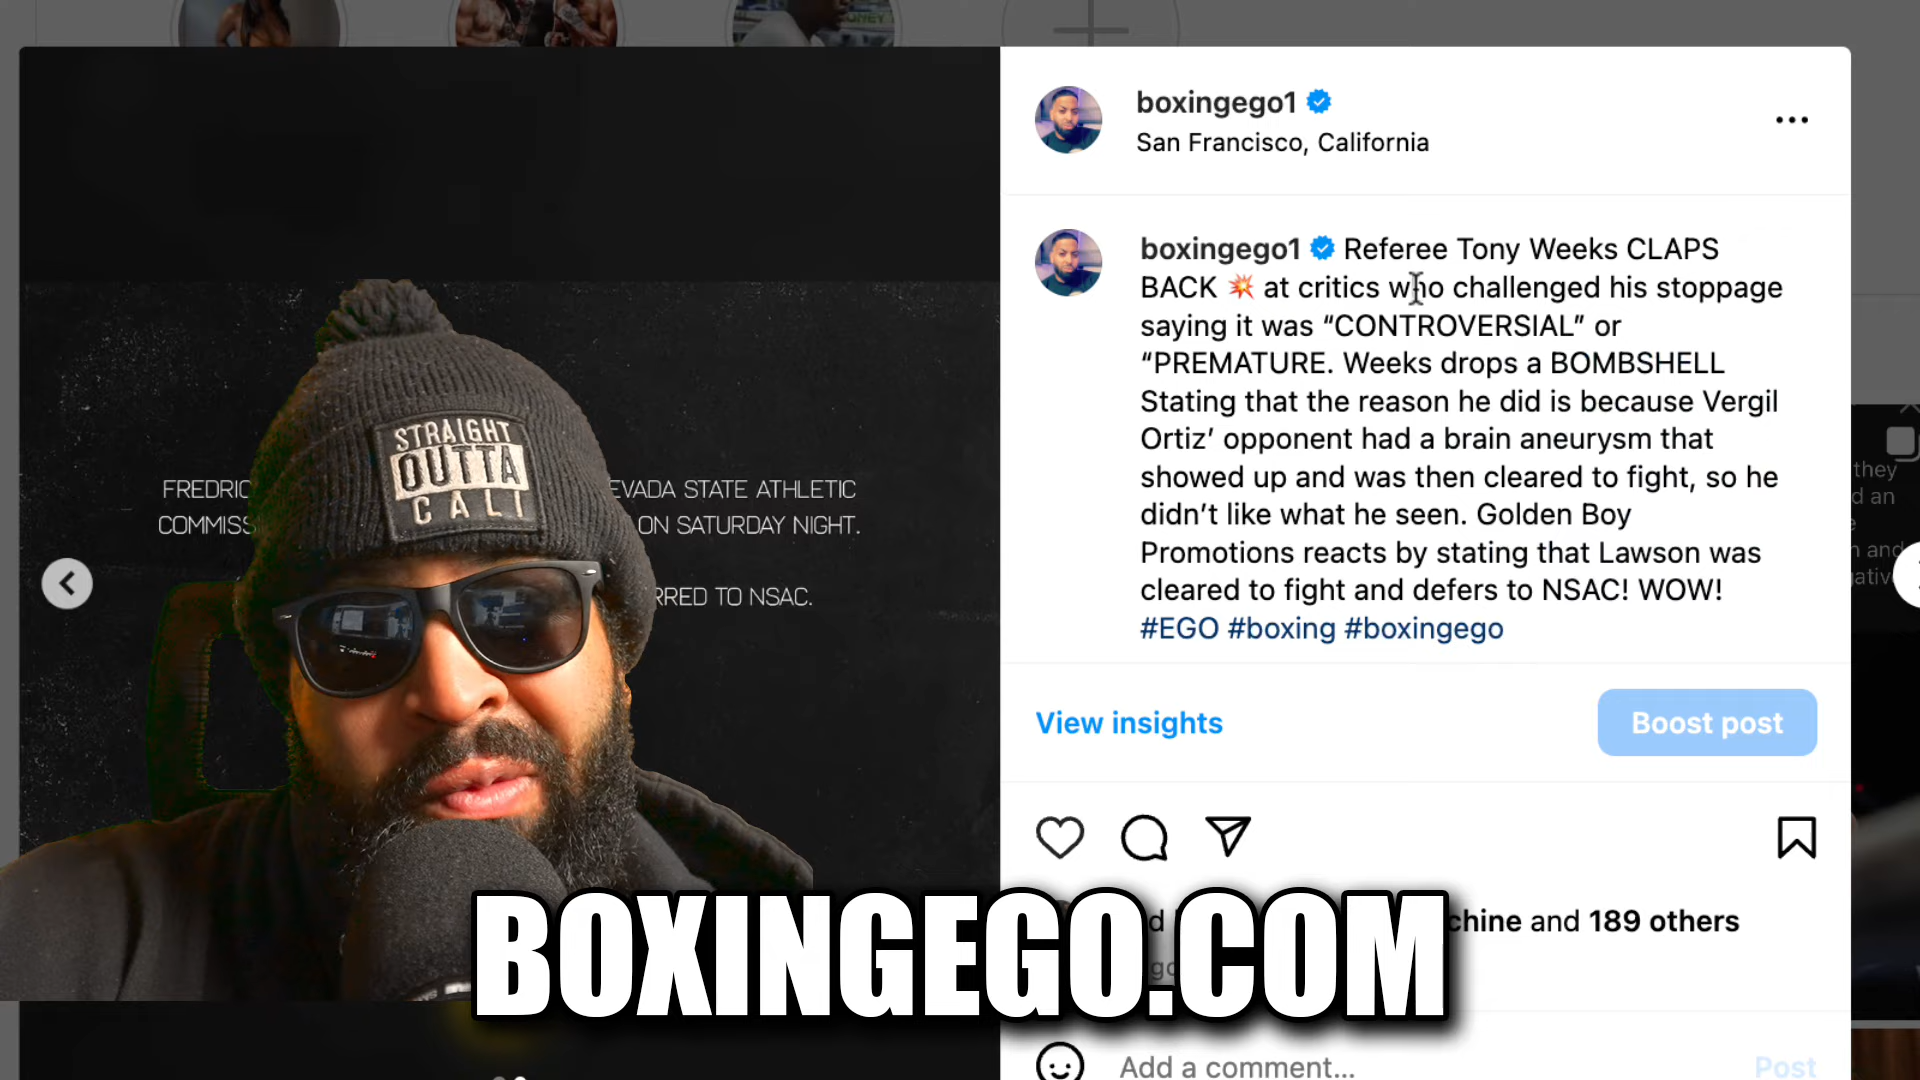 boxingego1
San Francisco, California
boxingego1 Referee Tony Weeks CLAPS
BACK 💥 at critics who challenged his stoppage
saying it was “CONTROVERSIAL” or
“PREMATURE. Weeks drops a BOMBSHELL
Stating that the reason he did is because Vergil
Ortiz’ opponent had a brain aneurysm that
showed up and was then cleared to fight, so he
didn’t like what he seen. Golden Boy
Promotions reacts by stating that Lawson was
cleared to fight and defers to NSAC! WOW!
#EGO #boxing #boxingego
View insights
Boost post
and 189 others
Add a comment...
Post
STATE ATHLETIC
ON SATURDAY NIGHT.
TO NSAC.
STRAIGHT
OUTTA
CALI
BOXINGEGO.COM
they